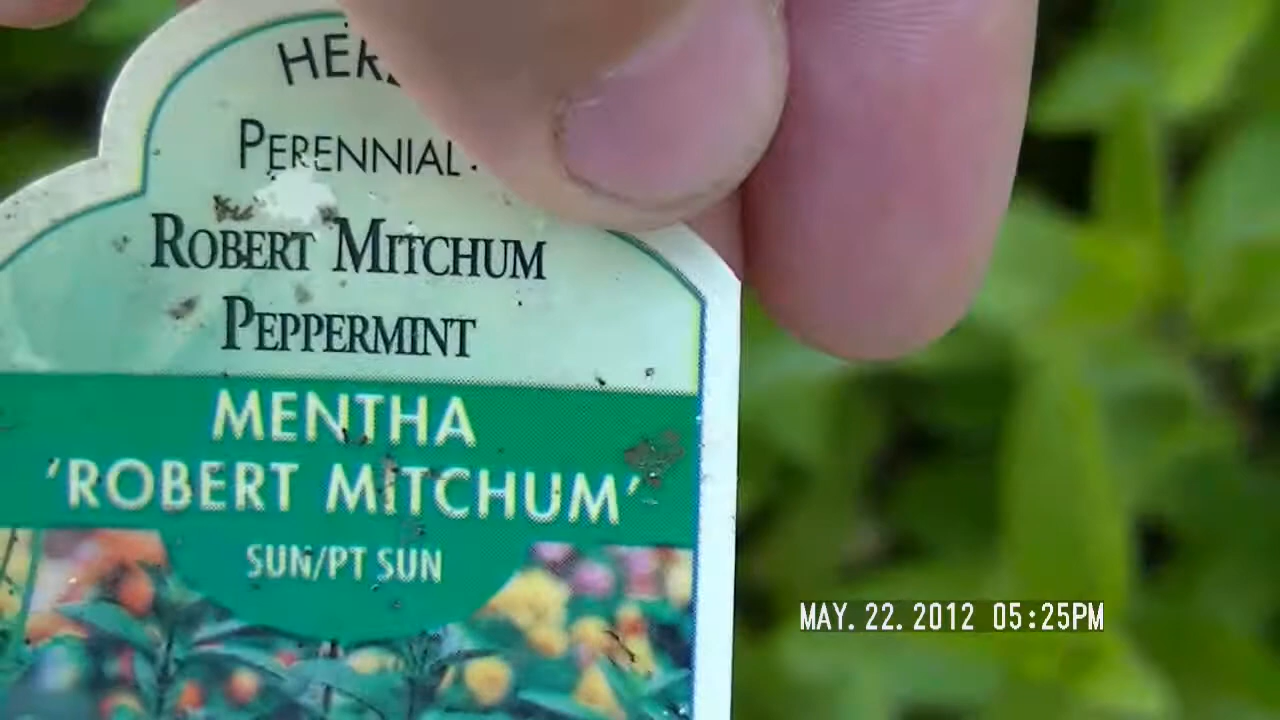 PERENNIAL
ROBERT MITCHUM
PEPPERMINT
MENTHA
'ROBERT MITCHUM'
SUN/PT SUN
MAY. 22. 2012 05:25PM